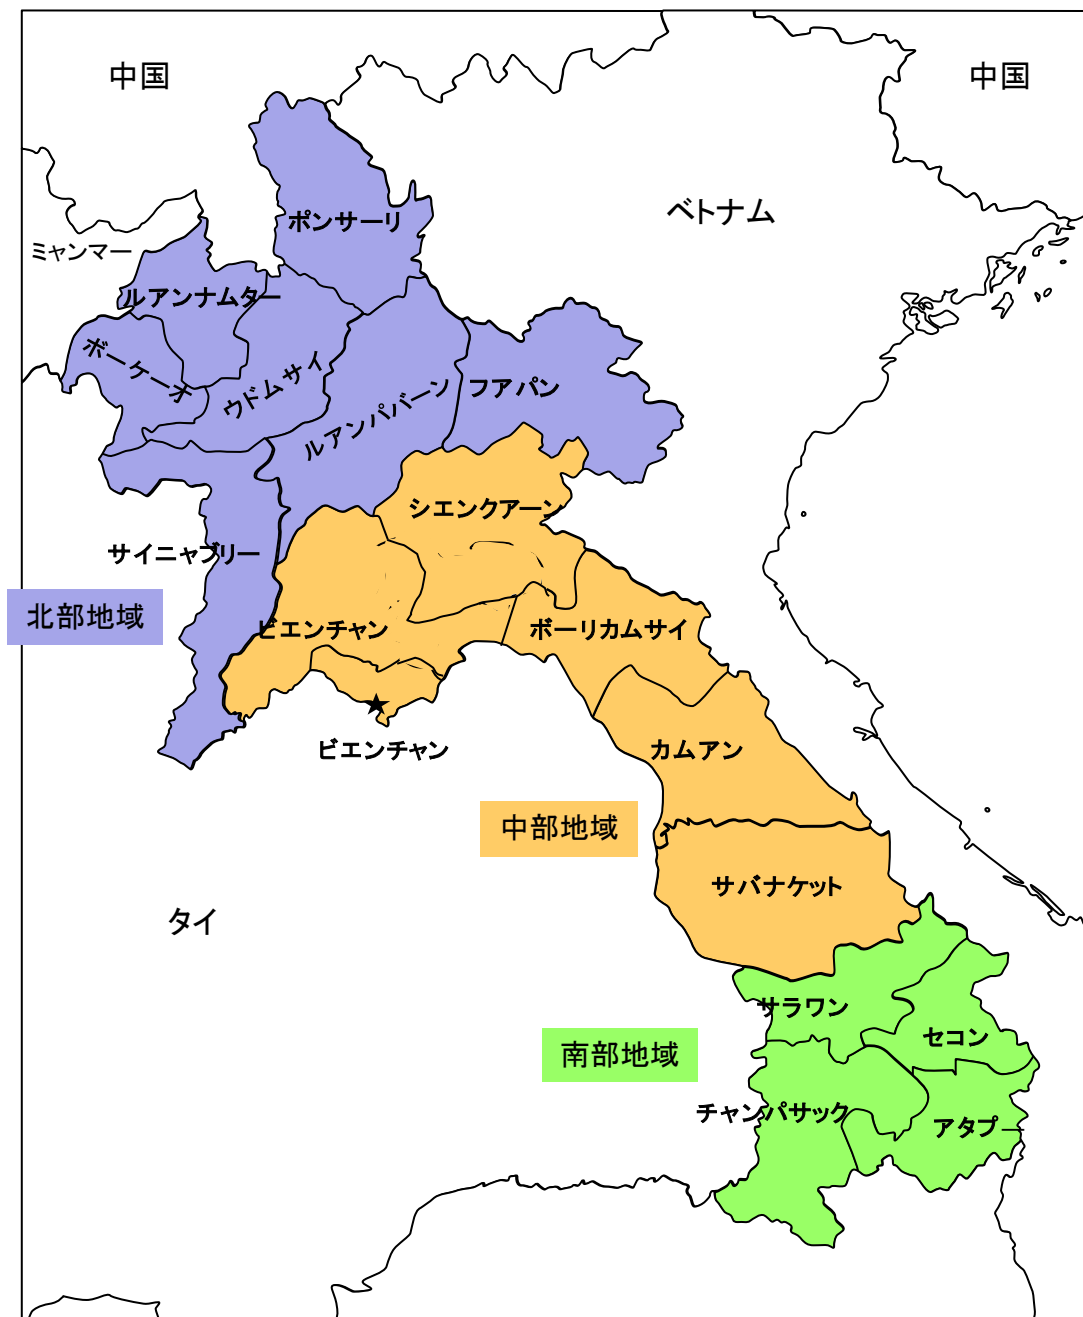 中国
中国
ポンサーリ
ベトナム
ミャンマー
ルアンナムター
ボーケーオ
ウドムサイ
ルアンパバーン
フアパン
シエンクアーン
サイニャブリー
北部地域
ビエンチャン
ボーリカムサイ
ビエンチャン
カムアン
中部地域
サバナケット
タイ
サラワン
セコン
南部地域
チャンパサック
アタプー